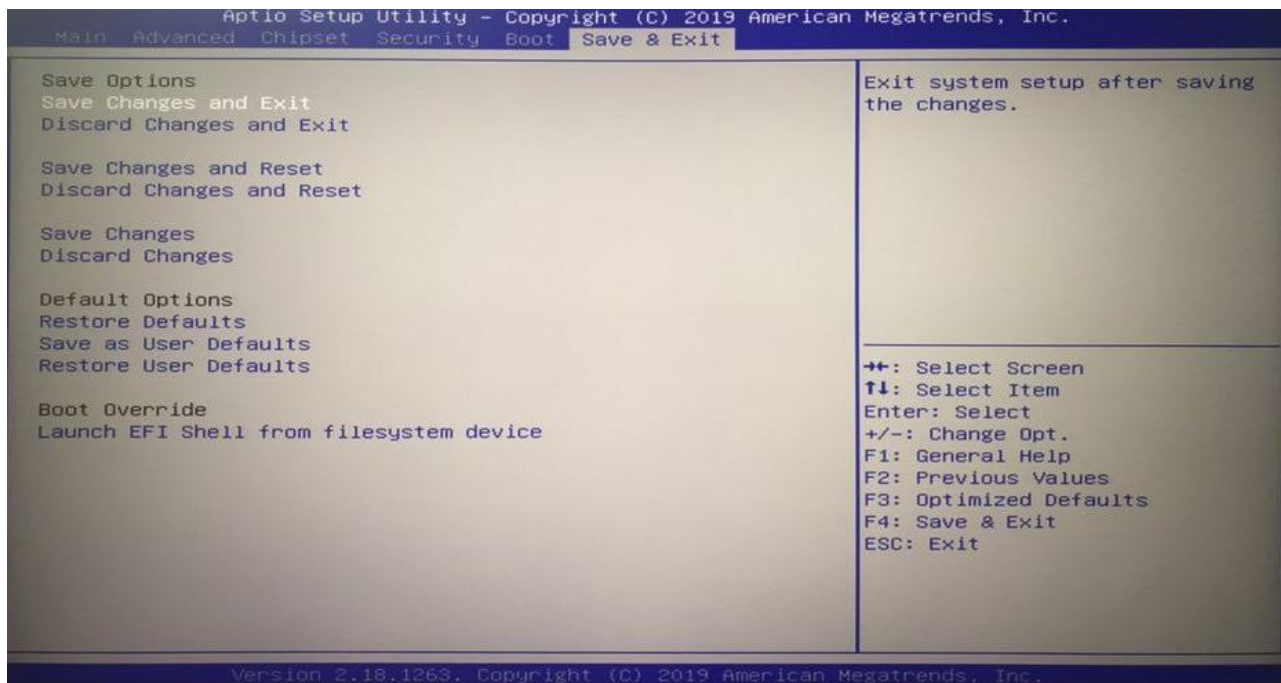 Aptio Setup Utility - Copyright (C) 2019 American Megatrends, Inc.
Main Advanced Chipset Security Boot Save & Exit
Save Options
Save Changes and Exit
Discard Changes and Exit
Save Changes and Reset
Discard Changes and Reset
Save Changes
Discard Changes
Default Options
Restore Defaults
Save as User Defaults
Restore User Defaults
Boot Override
Launch EFI Shell from filesystem device
Exit system setup after saving
the changes.
→←: Select Screen
↑↓: Select Item
Enter: Select
+/-: Change Opt.
F1: General Help
F2: Previous Values
F3: Optimized Defaults
F4: Save & Exit
ESC: Exit
Version 2.18.1263. Copyright (C) 2019 American Megatrends, Inc.